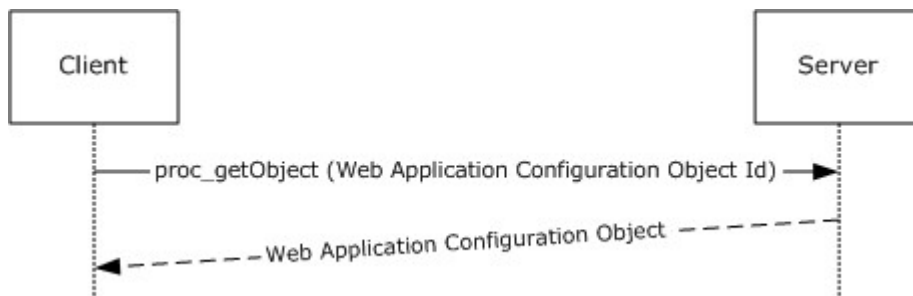 Client
Server
proc_getObject (Web Application Configuration Object Id)
Web Application Configuration Object